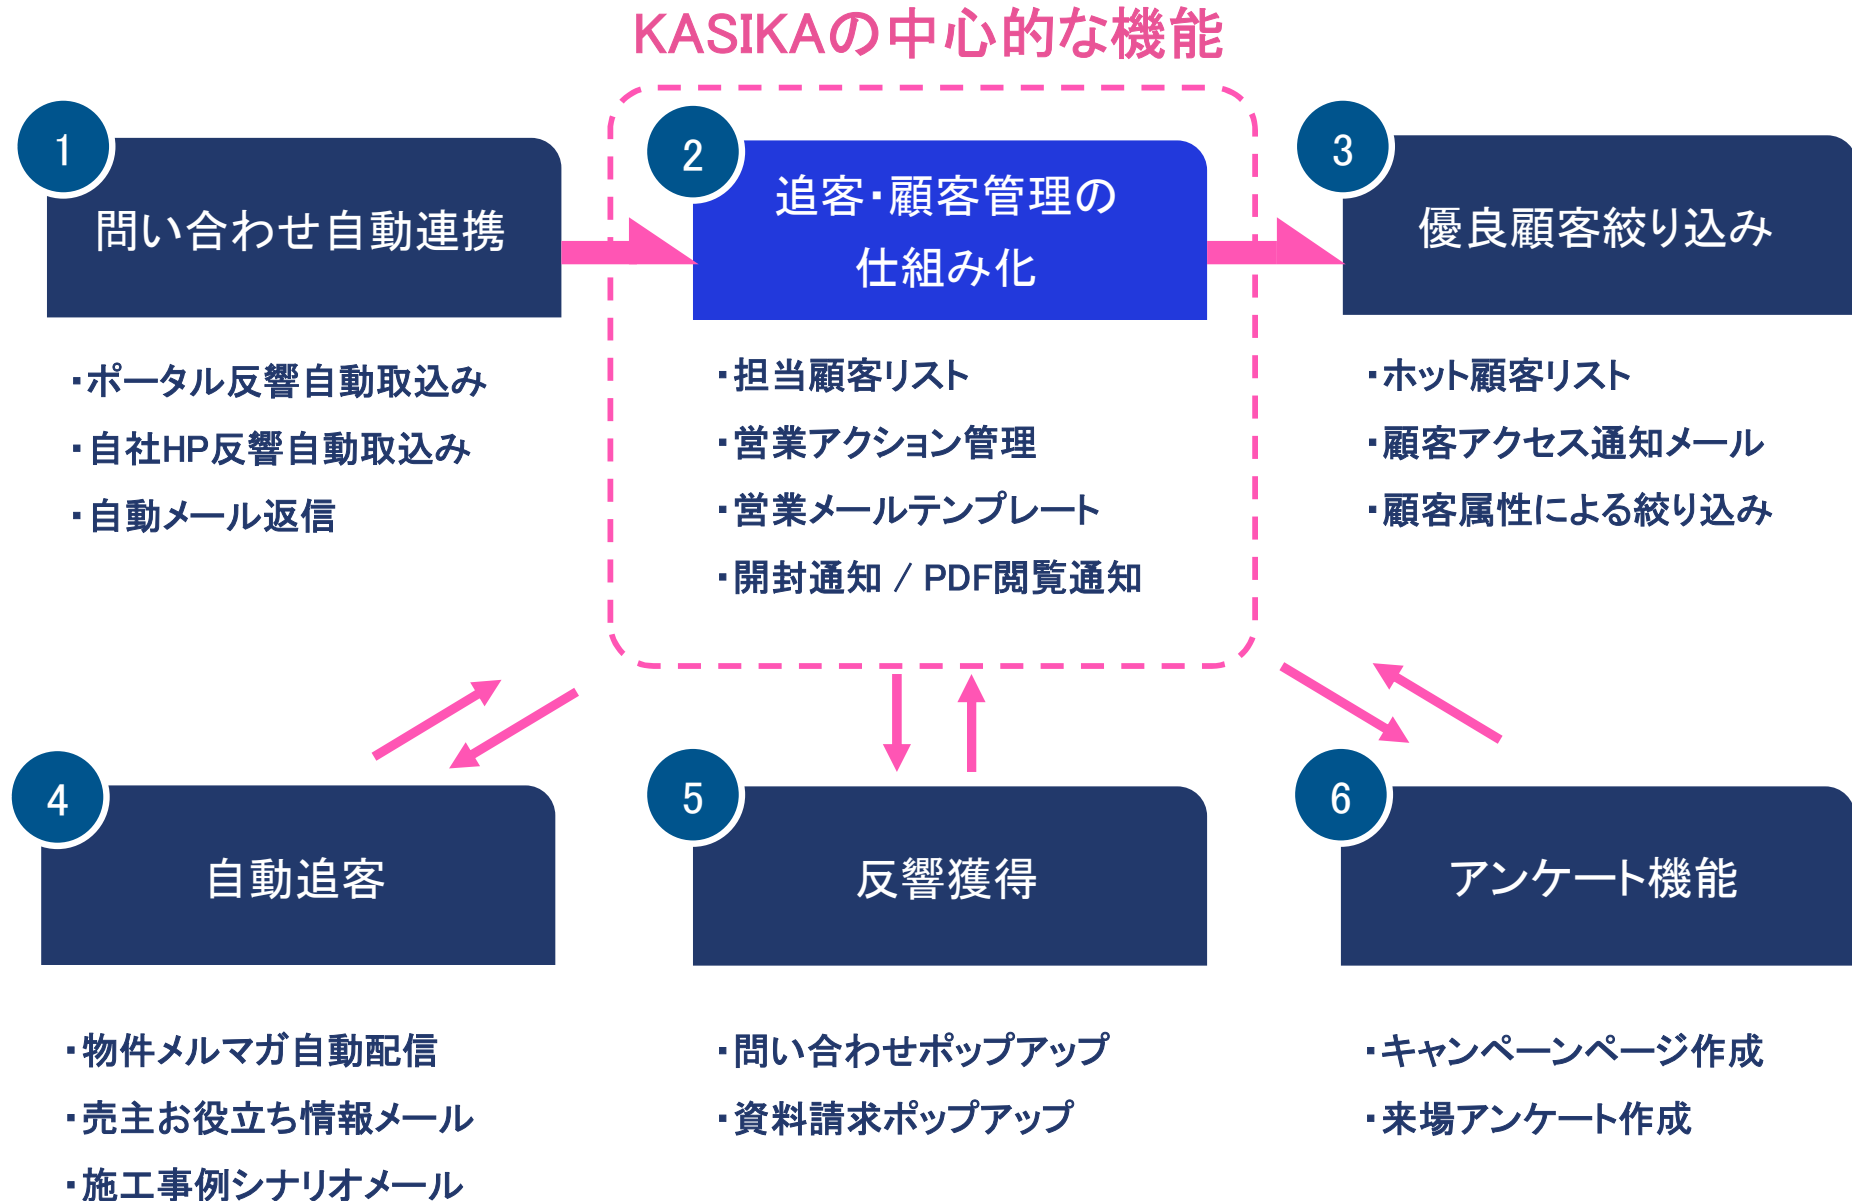 KASIKAの中心的な機能
1
問い合わせ自動連携
・ポータル反響自動取込み
・自社HP反響自動取込み
・自動メール返信
2
追客・顧客管理の
仕組み化
・担当顧客リスト
・営業アクション管理
・営業メールテンプレート
・開封通知 / PDF閲覧通知
3
優良顧客絞り込み
・ホット顧客リスト
・顧客アクセス通知メール
・顧客属性による絞り込み
4
自動追客
・物件メルマガ自動配信
・売主お役立ち情報メール
・施工事例シナリオメール
5
反響獲得
・問い合わせポップアップ
・資料請求ポップアップ
6
アンケート機能
・キャンペーンページ作成
・来場アンケート作成